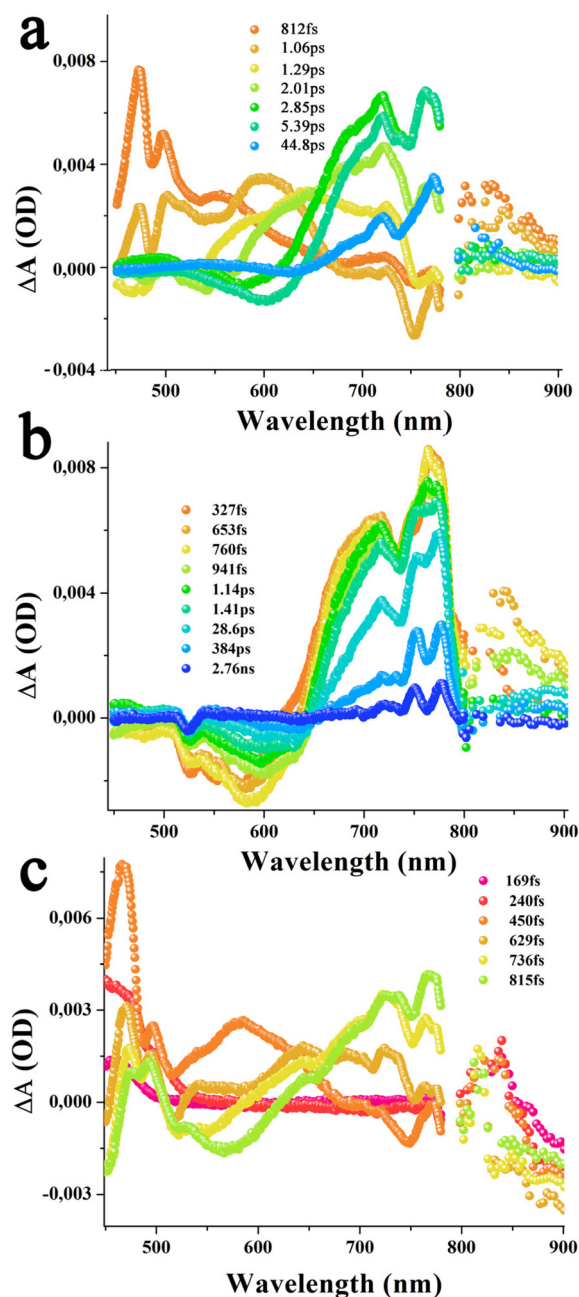 a
812fs
1.06ps
1.29ps
2.01ps
2.85ps
5.39ps
44.8ps
0,008
0,004
0,000
-0,004
ΔA (OD)
500 600 700 800 900
Wavelength (nm)
b
327fs
653fs
760fs
941fs
1.14ps
1.41ps
28.6ps
384ps
2.76ns
0,008
0,004
0,000
ΔA (OD)
500 600 700 800 900
Wavelength (nm)
c
169fs
240fs
450fs
629fs
736fs
815fs
0,006
0,003
0,000
-0,003
ΔA (OD)
500 600 700 800 900
Wavelength (nm)